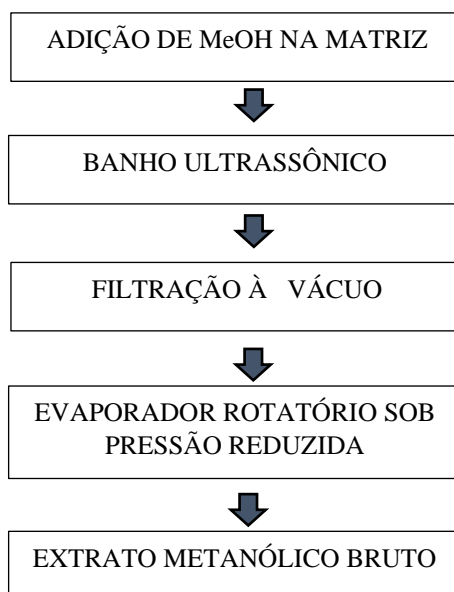 ADIÇÃO DE MeOH NA MATRIZ
BANHO ULTRASSÔNICO
FILTRAÇÃO À VÁCUO
EVAPORADOR ROTATÓRIO SOB
PRESSÃO REDUZIDA
EXTRATO METANÓLICO BRUTO